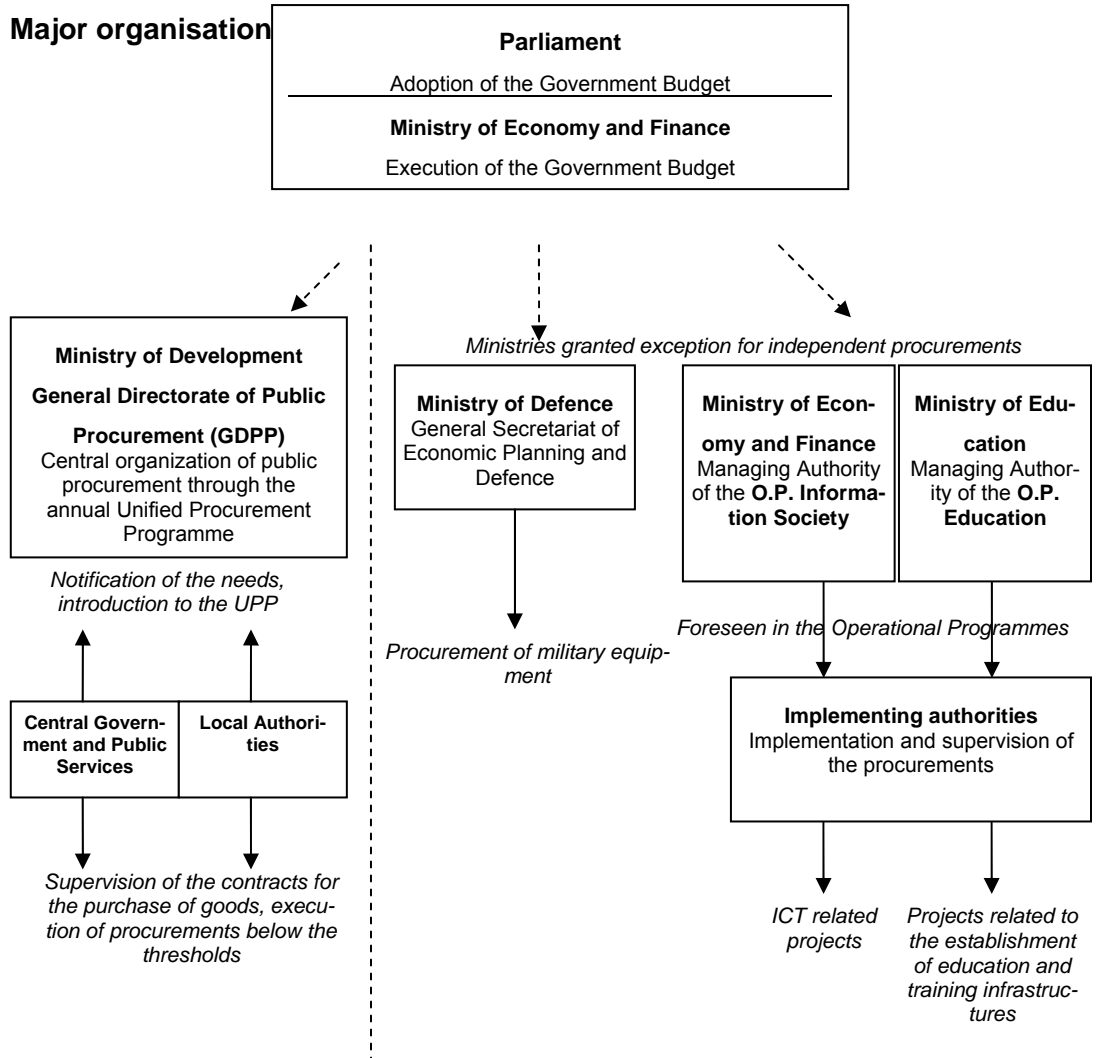 Major organisation
Parliament
Adoption of the Government Budget
Ministry of Economy and Finance
Execution of the Government Budget
Ministry of Development
General Directorate of Public
Procurement (GDPP)
Central organization of public
procurement through the
annual Unified Procurement
Programme
Notification of the needs,
introduction to the UPP
Central Govern-
ment and Public
Services
Local Authori-
ties
Supervision of the contracts for
the purchase of goods, execu-
tion of procurements below the
thresholds
Ministries granted exception for independent procurements
Ministry of Defence
General Secretariat of
Economic Planning and
Defence
Procurement of military equip-
ment
Ministry of Econ-
omy and Finance
Managing Authority
of the O.P. Informa-
tion Society
Ministry of Edu-
cation
Managing Author-
ity of the O.P.
Education
Foreseen in the Operational Programmes
Implementing authorities
Implementation and supervision of
the procurements
ICT related
projects
Projects related to
the establishment
of education and
training infrastruc-
tures